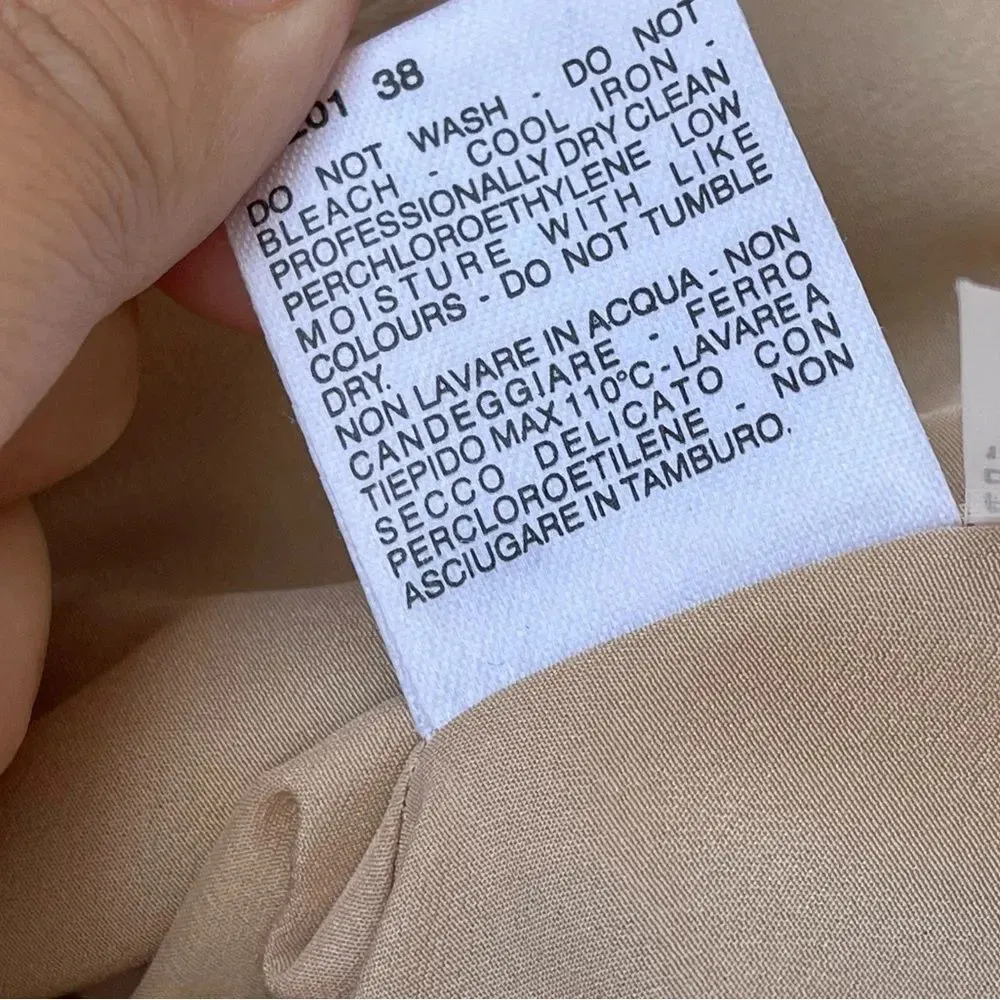 201 38
DO NOT WASH - DO NOT
BLEACH - COOL IRON -
PROFESSIONALLY DRY CLEAN
PERCHLOROETHYLENE LOW
MOISTURE WITH LIKE
COLOURS - DO NOT TUMBLE
DRY.
NON LAVARE IN ACQUA - NON
CANDEGGIARE - FERRO
TIEPIDO MAX 110°C - LAVARE A
SECCO DELICATO CON
PERCLOROETILENE - NON
ASCIUGARE IN TAMBURO.